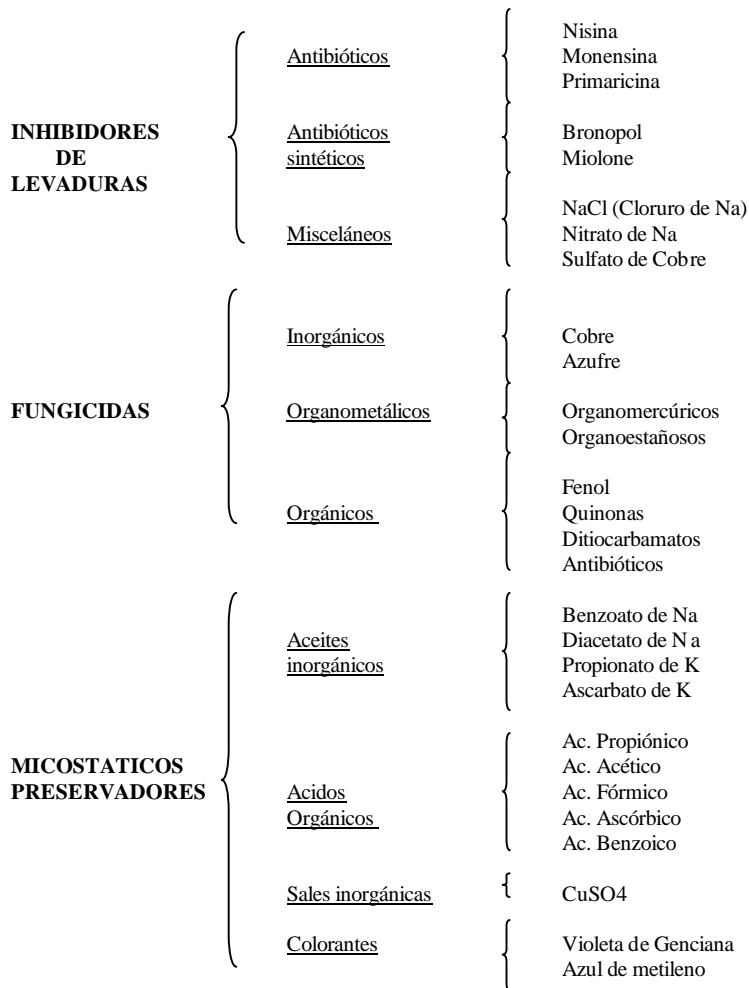 INHIBIDORES
DE
LEVADURAS
Antibióticos
Nisina
Monensina
Primaricina
Antibióticos
sintéticos
Bronopol
Miolone
Misceláneos
NaCl (Cloruro de Na)
Nitrato de Na
Sulfato de Cobre
FUNGICIDAS
Inorgánicos
Cobre
Azufre
Organometálicos
Organomercúricos
Organoestañosos
Orgánicos
Fenol
Quinonas
Ditiocarbamatos
Antibióticos
MICOSTATICOS
PRESERVADORES
Aceites
inorgánicos
Benzoato de Na
Diacetato de N a
Propionato de K
Ascarbato de K
Acidos
Orgánicos
Ac. Propiónico
Ac. Acético
Ac. Fórmico
Ac. Ascórbico
Ac. Benzoico
Sales inorgánicas
CuSO4
Colorantes
Violeta de Genciana
Azul de metileno